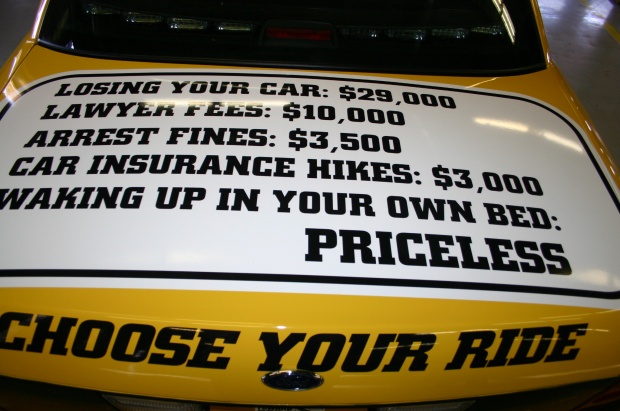 LOSING YOUR CAR: $29,000
LAWYER FEES: $10,000
ARREST FINES: $3,500
CAR INSURANCE HIKES: $3,000
WAKING UP IN YOUR OWN BED:
PRICELESS
CHOOSE YOUR RIDE